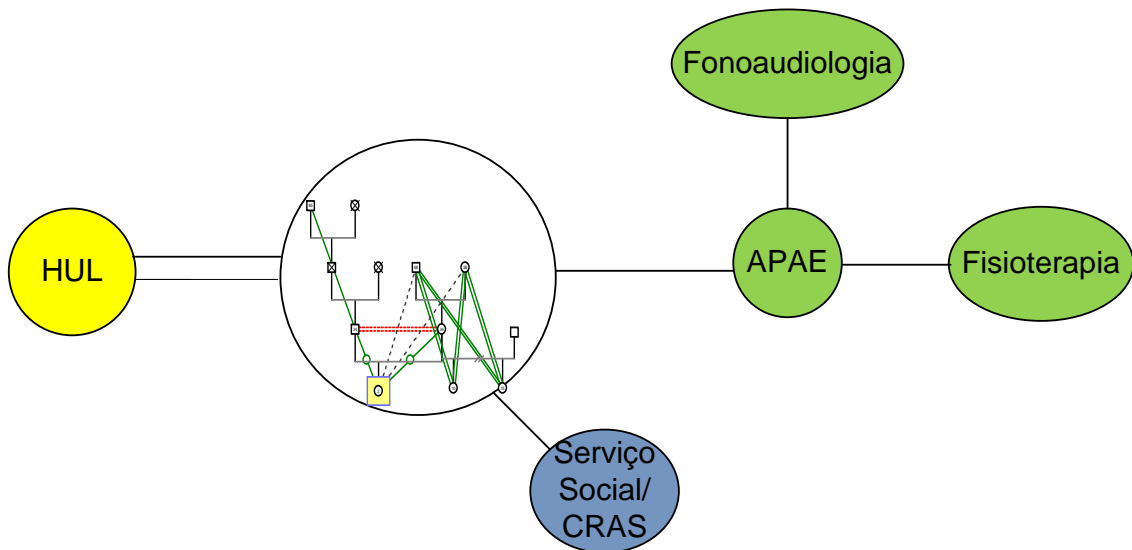 Fonoaudiologia
HUL
APAE
Fisioterapia
Serviço
Social/
CRAS